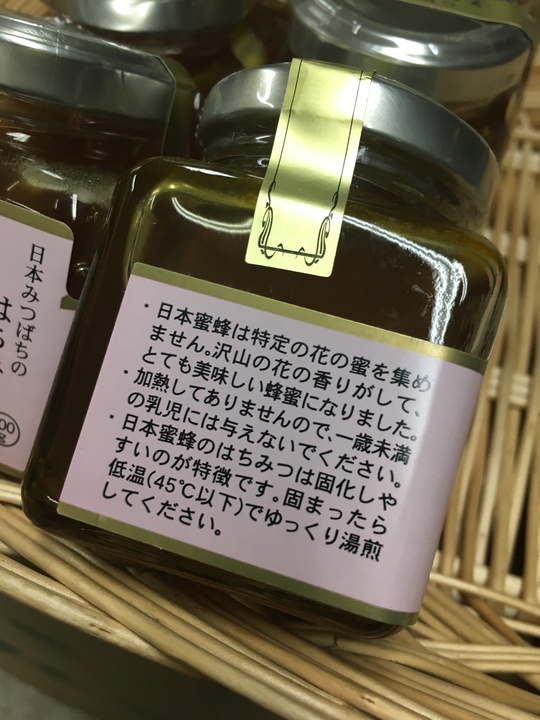 ・日本蜜蜂は特定の花の蜜を集め
ません。沢山の花の香りがして、
とても美味しい蜂蜜になりました。
・加熱してありませんので、一歳未満
の乳児には与えないでください。
・日本蜜蜂のはちみつは固化しや
すいのが特徴です。固まったら
低温(45℃以下)でゆっくり湯煎
してください。
日本みつばちの